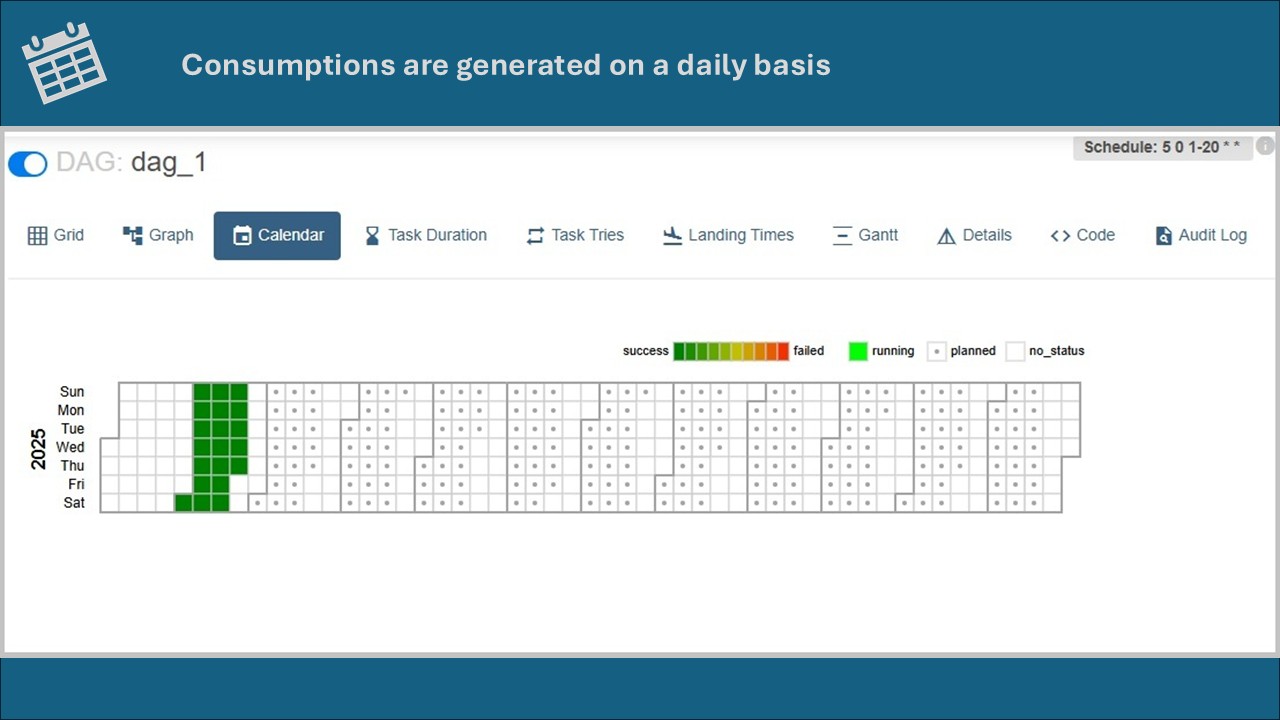 Consumptions are generated on a daily basis
DAG: dag_1
Schedule: 5 0 1-20 * *
i
Grid
Graph
Calendar
Task Duration
Task Tries
Landing Times
Gantt
Details
Code
Audit Log
success
failed
running
planned
no_status
2025
Sun
Mon
Tue
Wed
Thu
Fri
Sat